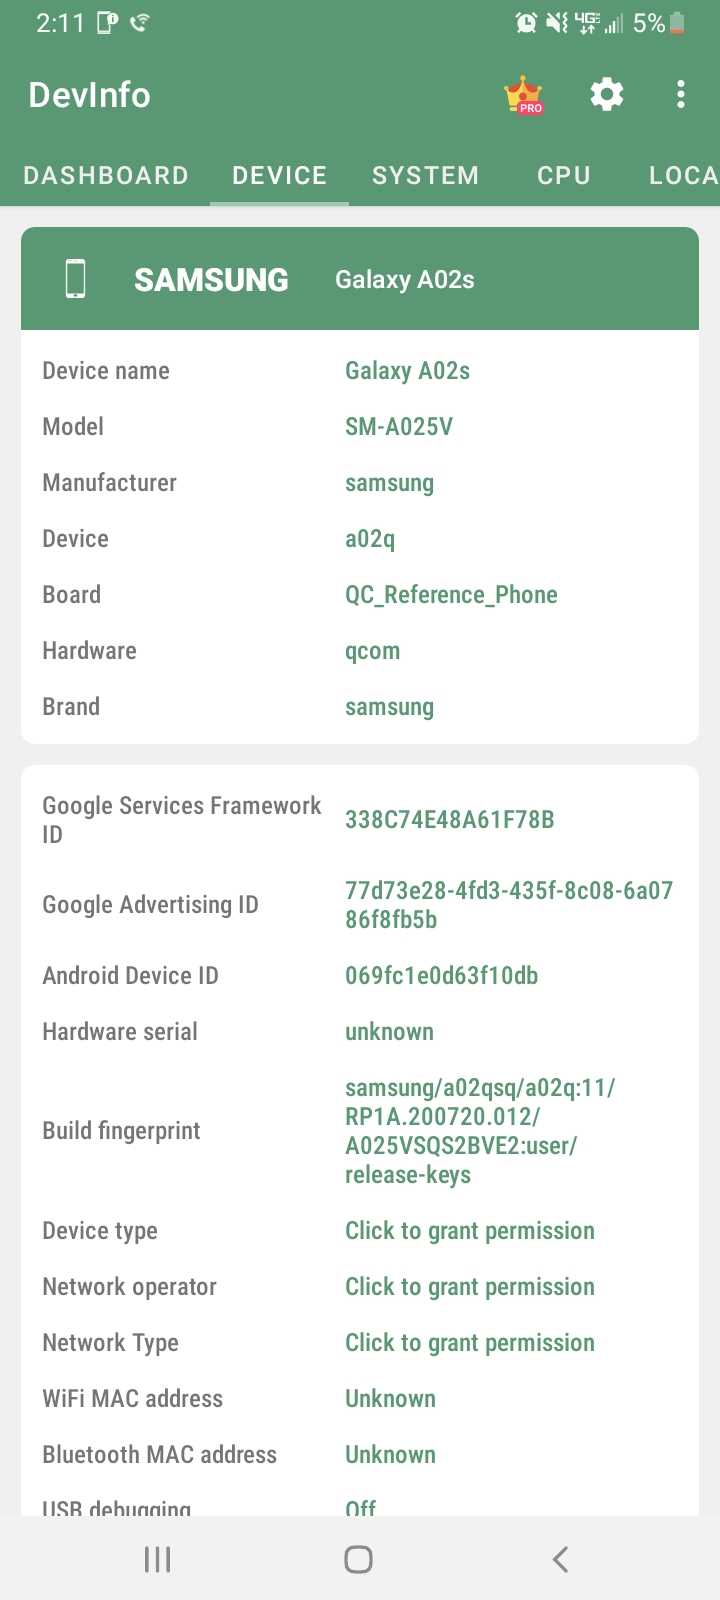 2:11 4G 5%
DevInfo PRO
DASHBOARD DEVICE SYSTEM CPU LOCA
SAMSUNG Galaxy A02s
Device name Galaxy A02s
Model SM-A025V
Manufacturer samsung
Device a02q
Board QC_Reference_Phone
Hardware qcom
Brand samsung
Google Services Framework
ID 338C74E48A61F78B
Google Advertising ID 77d73e28-4fd3-435f-8c08-6a07
86f8fb5b
Android Device ID 069fc1e0d63f10db
Hardware serial unknown
Build fingerprint samsung/a02qsq/a02q:11/
RP1A.200720.012/
A025VSQS2BVE2:user/
release-keys
Device type Click to grant permission
Network operator Click to grant permission
Network Type Click to grant permission
WiFi MAC address Unknown
Bluetooth MAC address Unknown
USB debugging Off